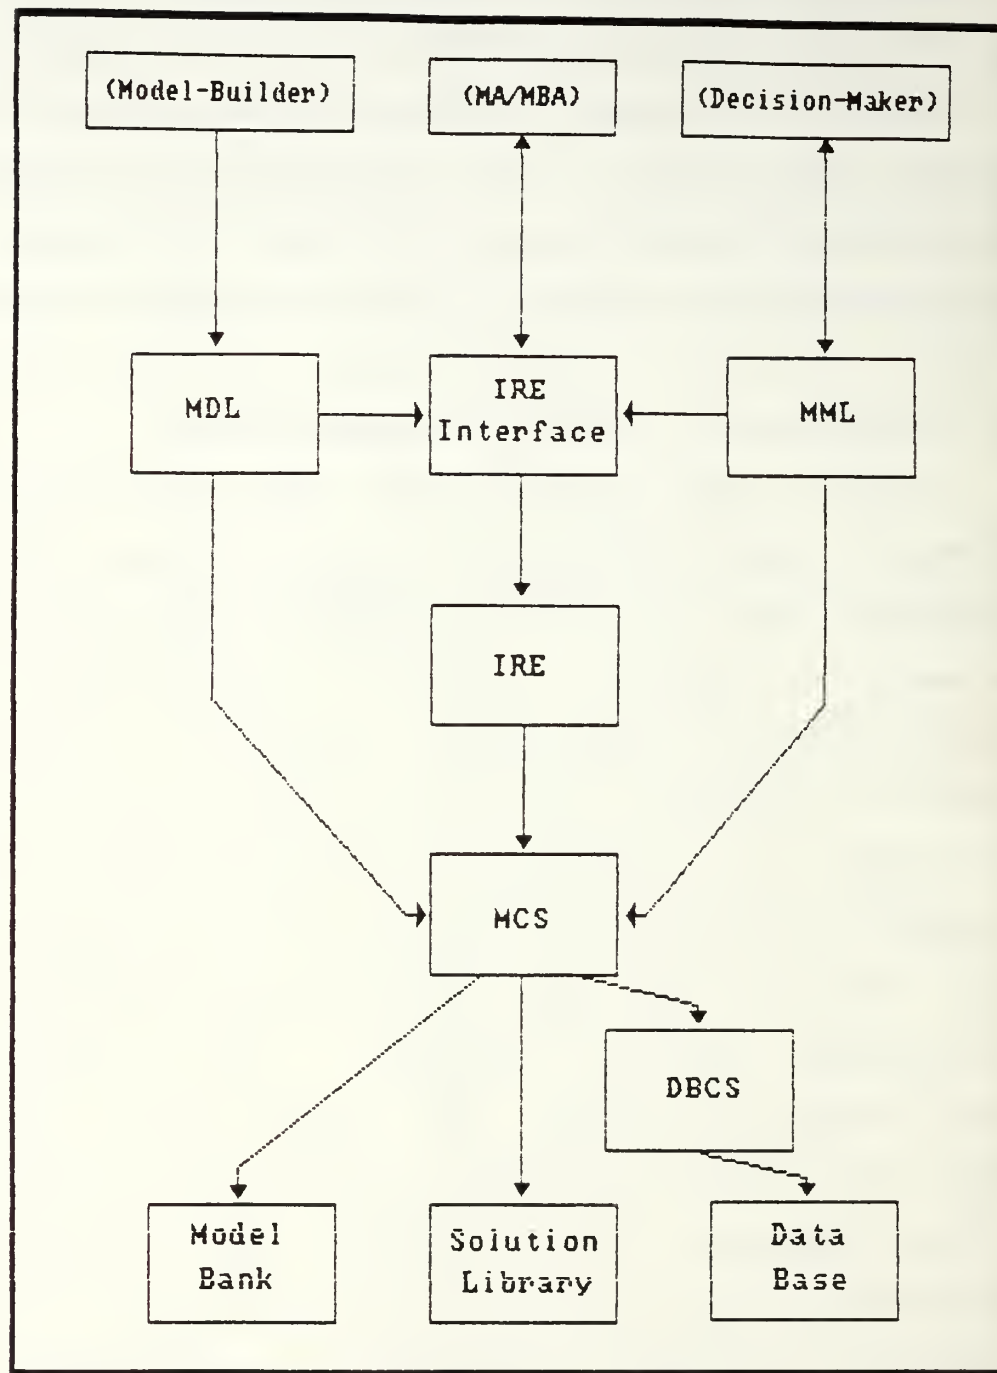 (Model-Builder)
(MA/MBA)
(Decision-Maker)
MDL
IRE
Interface
MML
IRE
MCS
DBCS
Model
Bank
Solution
Library
Data
Base